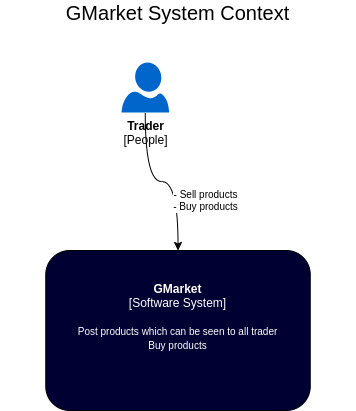 GMarket System Context
Trader
[People]
- Sell products
- Buy products
GMarket
[Software System]
Post products which can be seen to all trader
Buy products